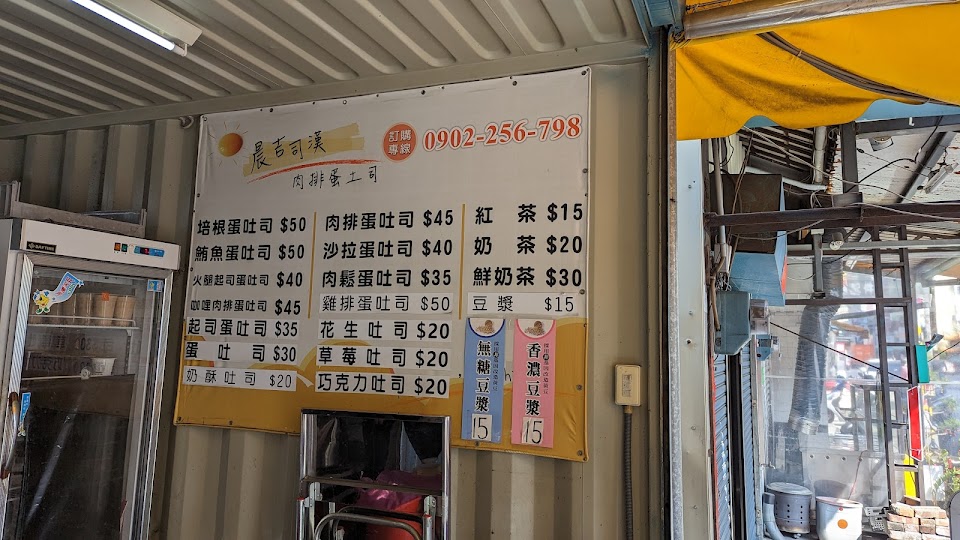 晨吉司漢
肉排蛋土司
訂購
專線
0902-256-798
培根蛋吐司 $50
鮪魚蛋吐司 $50
火腿起司蛋吐司 $40
咖哩肉排蛋吐司 $45
起司蛋吐司 $35
蛋 吐 司 $30
奶酥吐司 $20
肉排蛋吐司 $45
沙拉蛋吐司 $40
肉鬆蛋吐司 $35
雞排蛋吐司 $50
花生吐司 $20
草莓吐司 $20
巧克力吐司 $20
紅 茶 $15
奶 茶 $20
鮮奶茶 $30
豆漿 $15
無糖豆漿
15
香濃豆漿
15